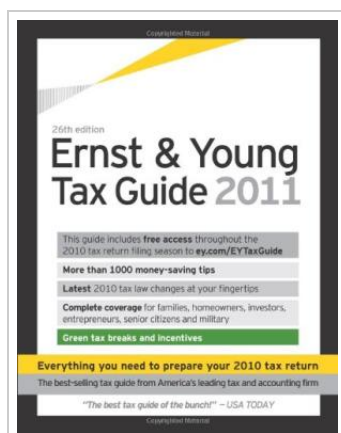 Copyrighted Material
26th edition
Ernst & Young
Tax Guide 2011
This guide includes free access throughout the
2010 tax return filing season to ey.com/EYTaxGuide
More than 1000 money-saving tips
Latest 2010 tax law changes at your fingertips
Complete coverage for families, homeowners, investors,
entrepreneurs, senior citizens and military
Green tax breaks and incentives
Everything you need to prepare your 2010 tax return
The best-selling tax guide from America's leading tax and accounting firm
"The best tax guide of the bunch!" – USA TODAY
Copyrighted Material